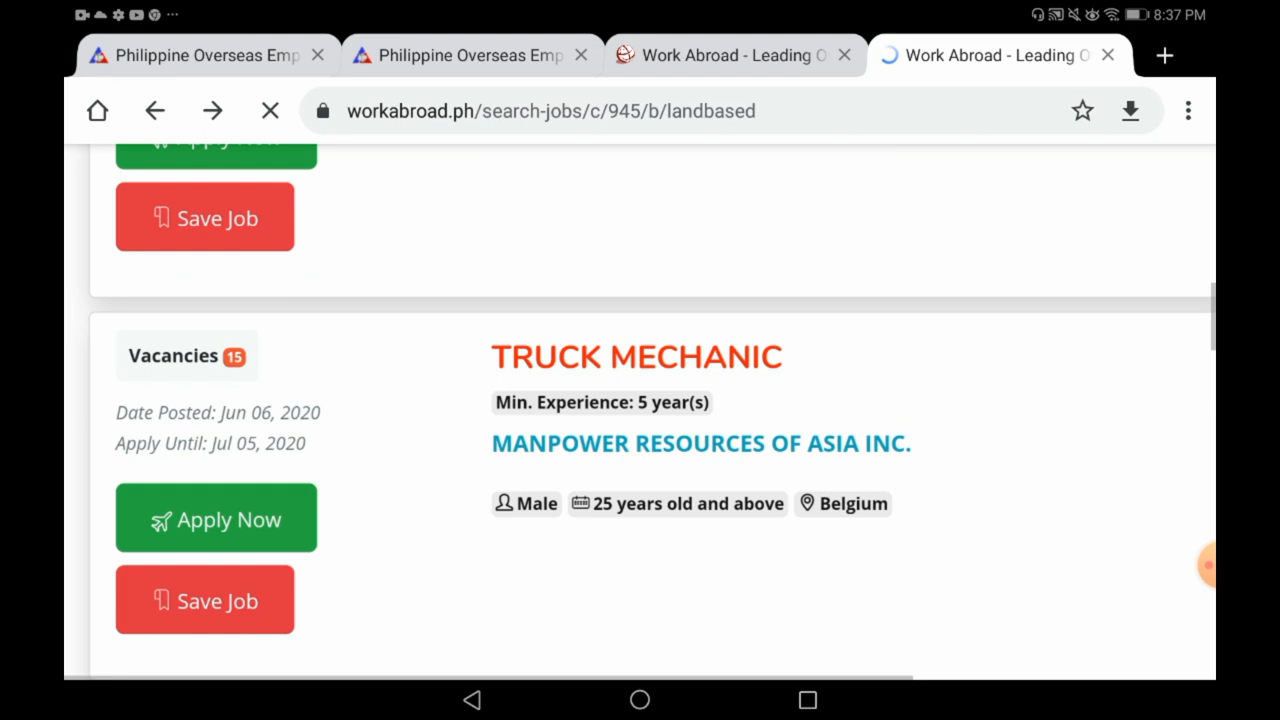 8:37 PM
Philippine Overseas Emp
Philippine Overseas Emp
Work Abroad - Leading O
Work Abroad - Leading O
workabroad.ph/search-jobs/c/945/b/landbased
Apply Now
Save Job
Vacancies 15
Date Posted: Jun 06, 2020
Apply Until: Jul 05, 2020
Apply Now
Save Job
TRUCK MECHANIC
Min. Experience: 5 year(s)
MANPOWER RESOURCES OF ASIA INC.
Male 25 years old and above Belgium